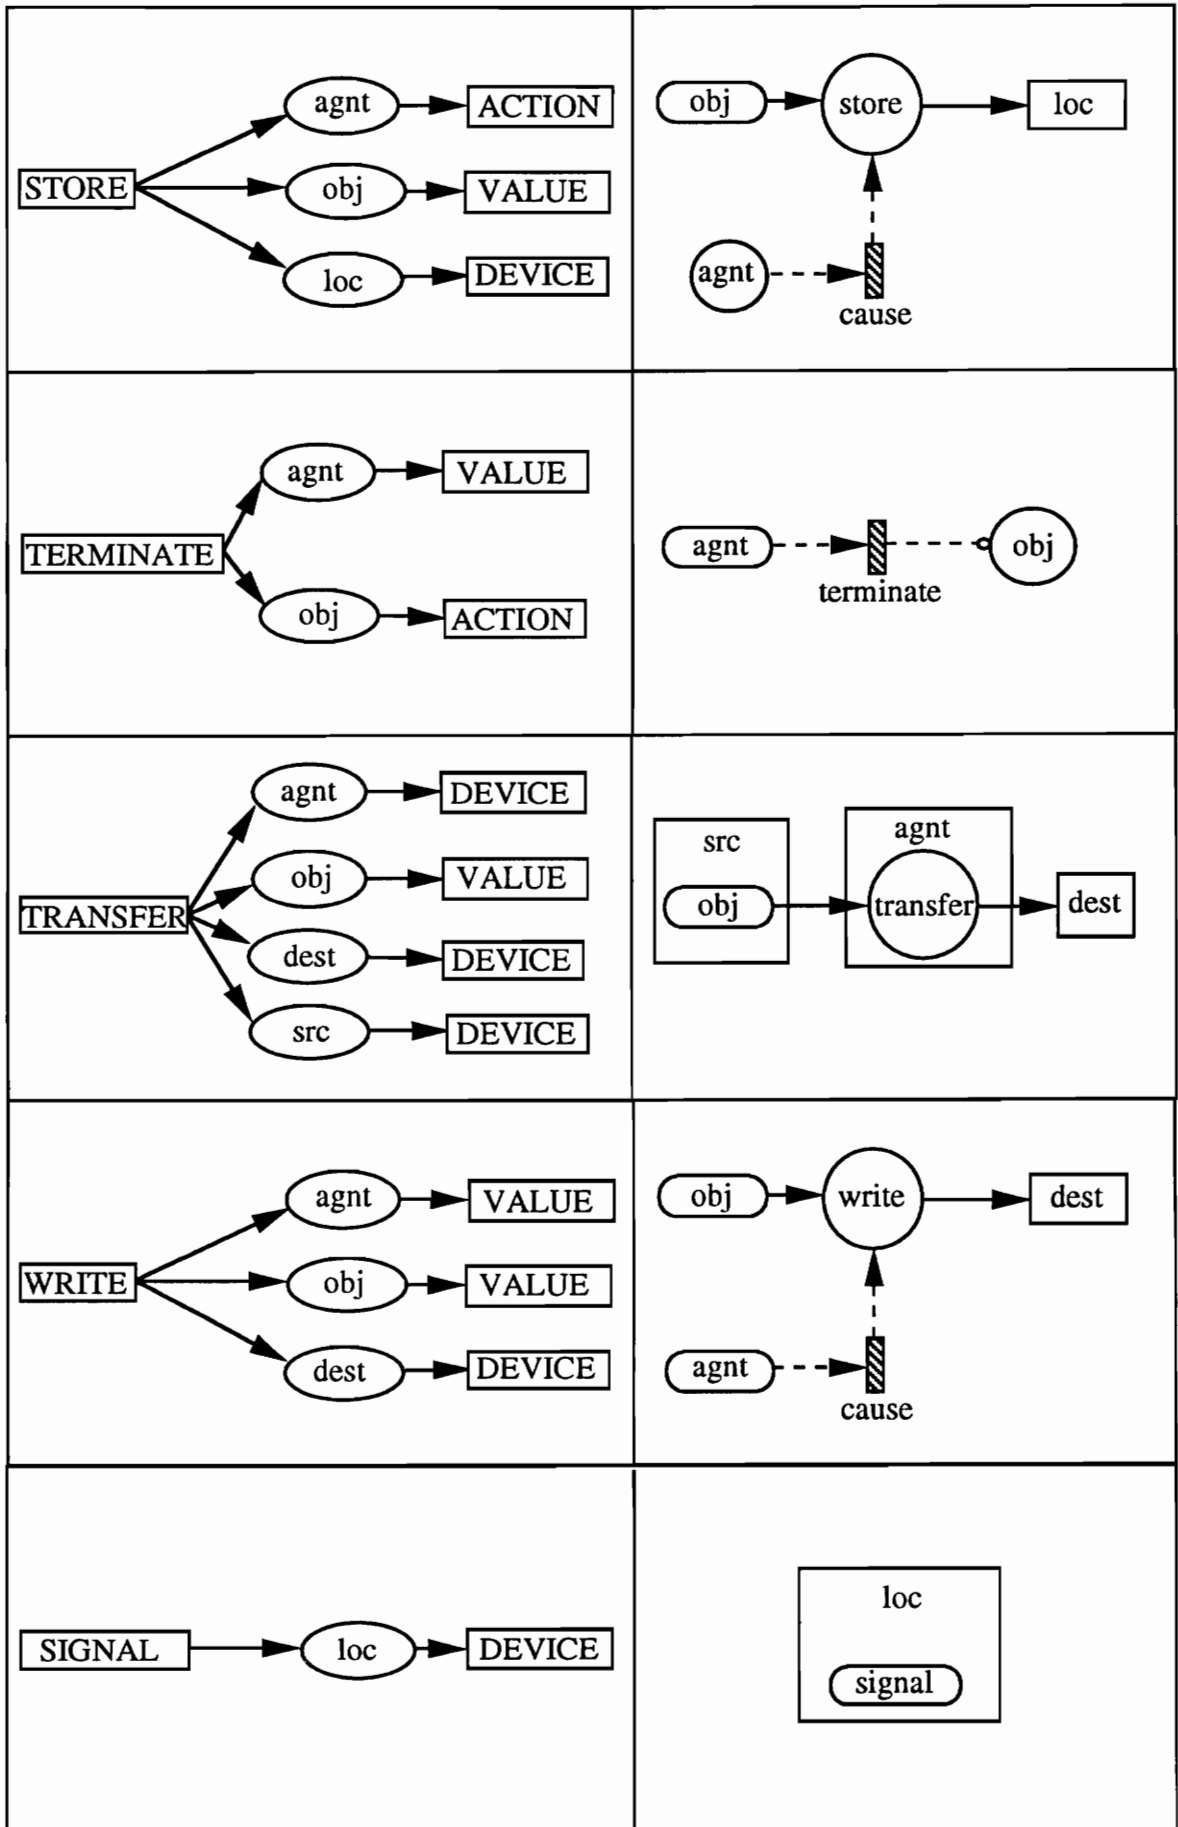 agnt ACTION
STORE obj VALUE
loc DEVICE
obj store loc
agnt
cause
agnt VALUE
TERMINATE
obj ACTION
agnt obj
terminate
agnt DEVICE
obj VALUE
TRANSFER
dest DEVICE
src DEVICE
src agnt
obj transfer dest
agnt VALUE
WRITE obj VALUE
dest DEVICE
obj write dest
agnt
cause
SIGNAL loc DEVICE
loc
signal